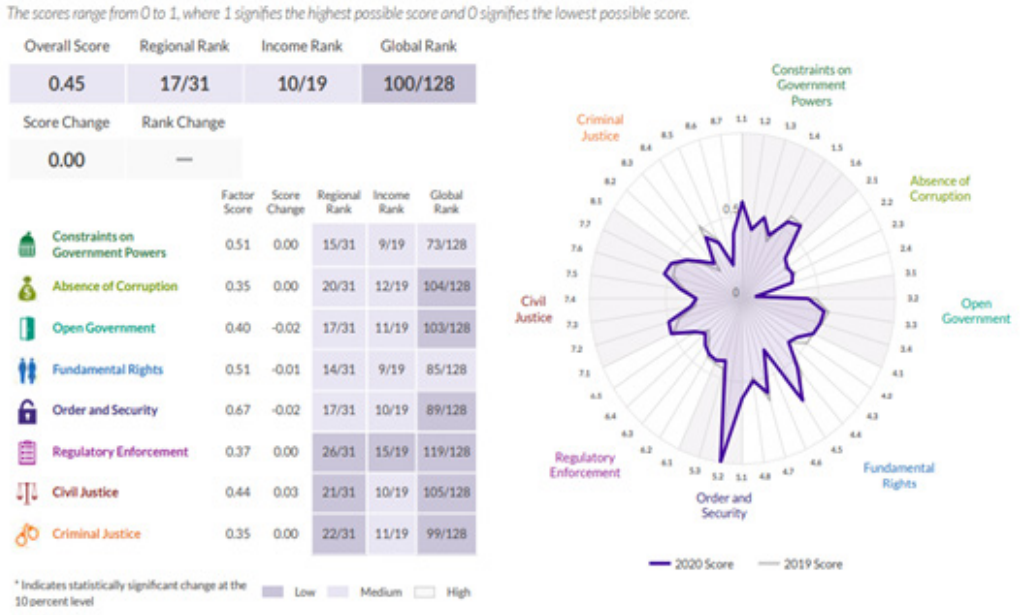 The scores range from 0 to 1, where 1 signifies the highest possible score and 0 signifies the lowest possible score.
Overall Score Regional Rank Income Rank Global Rank
0.45 17/31 10/19 100/128
Score Change Rank Change
0.00 —
Factor Score Score Change Regional Rank Income Rank Global Rank
Constraints on Government Powers 0.51 0.00 15/31 9/19 73/128
Absence of Corruption 0.35 0.00 20/31 12/19 104/128
Open Government 0.40 -0.02 17/31 11/19 103/128
Fundamental Rights 0.51 -0.01 14/31 9/19 85/128
Order and Security 0.67 -0.02 17/31 10/19 89/128
Regulatory Enforcement 0.37 0.00 26/31 15/19 119/128
Civil Justice 0.44 0.03 21/31 10/19 105/128
Criminal Justice 0.35 0.00 22/31 11/19 99/128
* Indicates statistically significant change at the
10 percent level
Low Medium High
Constraints on
Government
Powers
Absence of
Corruption
Open
Government
Fundamental
Rights
Order and
Security
Regulatory
Enforcement
Civil
Justice
Criminal
Justice
1.1 1.2 1.3 1.4 1.5 1.6
2.1 2.2 2.3 2.4
3.1 3.2 3.3 3.4
4.1 4.2 4.3 4.4 4.5 4.6 4.7 4.8
5.1 5.2 5.3
6.1 6.2 6.3 6.4 6.5
7.1 7.2 7.3 7.4 7.5 7.6 7.7
8.1 8.2 8.3 8.4 8.5 8.6 8.7
0.5
0
2020 Score 2019 Score